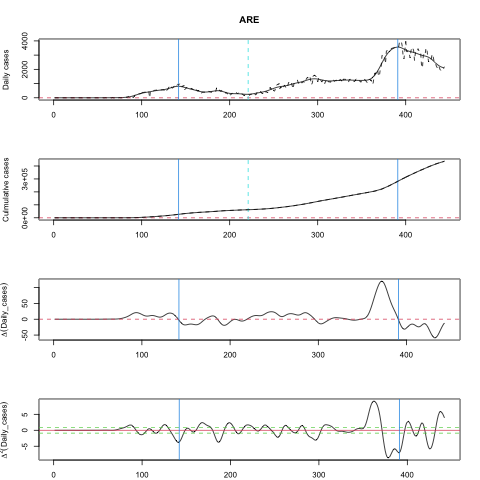 ARE
Daily cases
0 2000 4000
0 100 200 300 400
Culmulative cases
0e+00 3e+05
0 100 200 300 400
Δ(Daily_cases)
-50 0 50
0 100 200 300 400
Δ²(Daily_cases)
-5 0 5
0 100 200 300 400